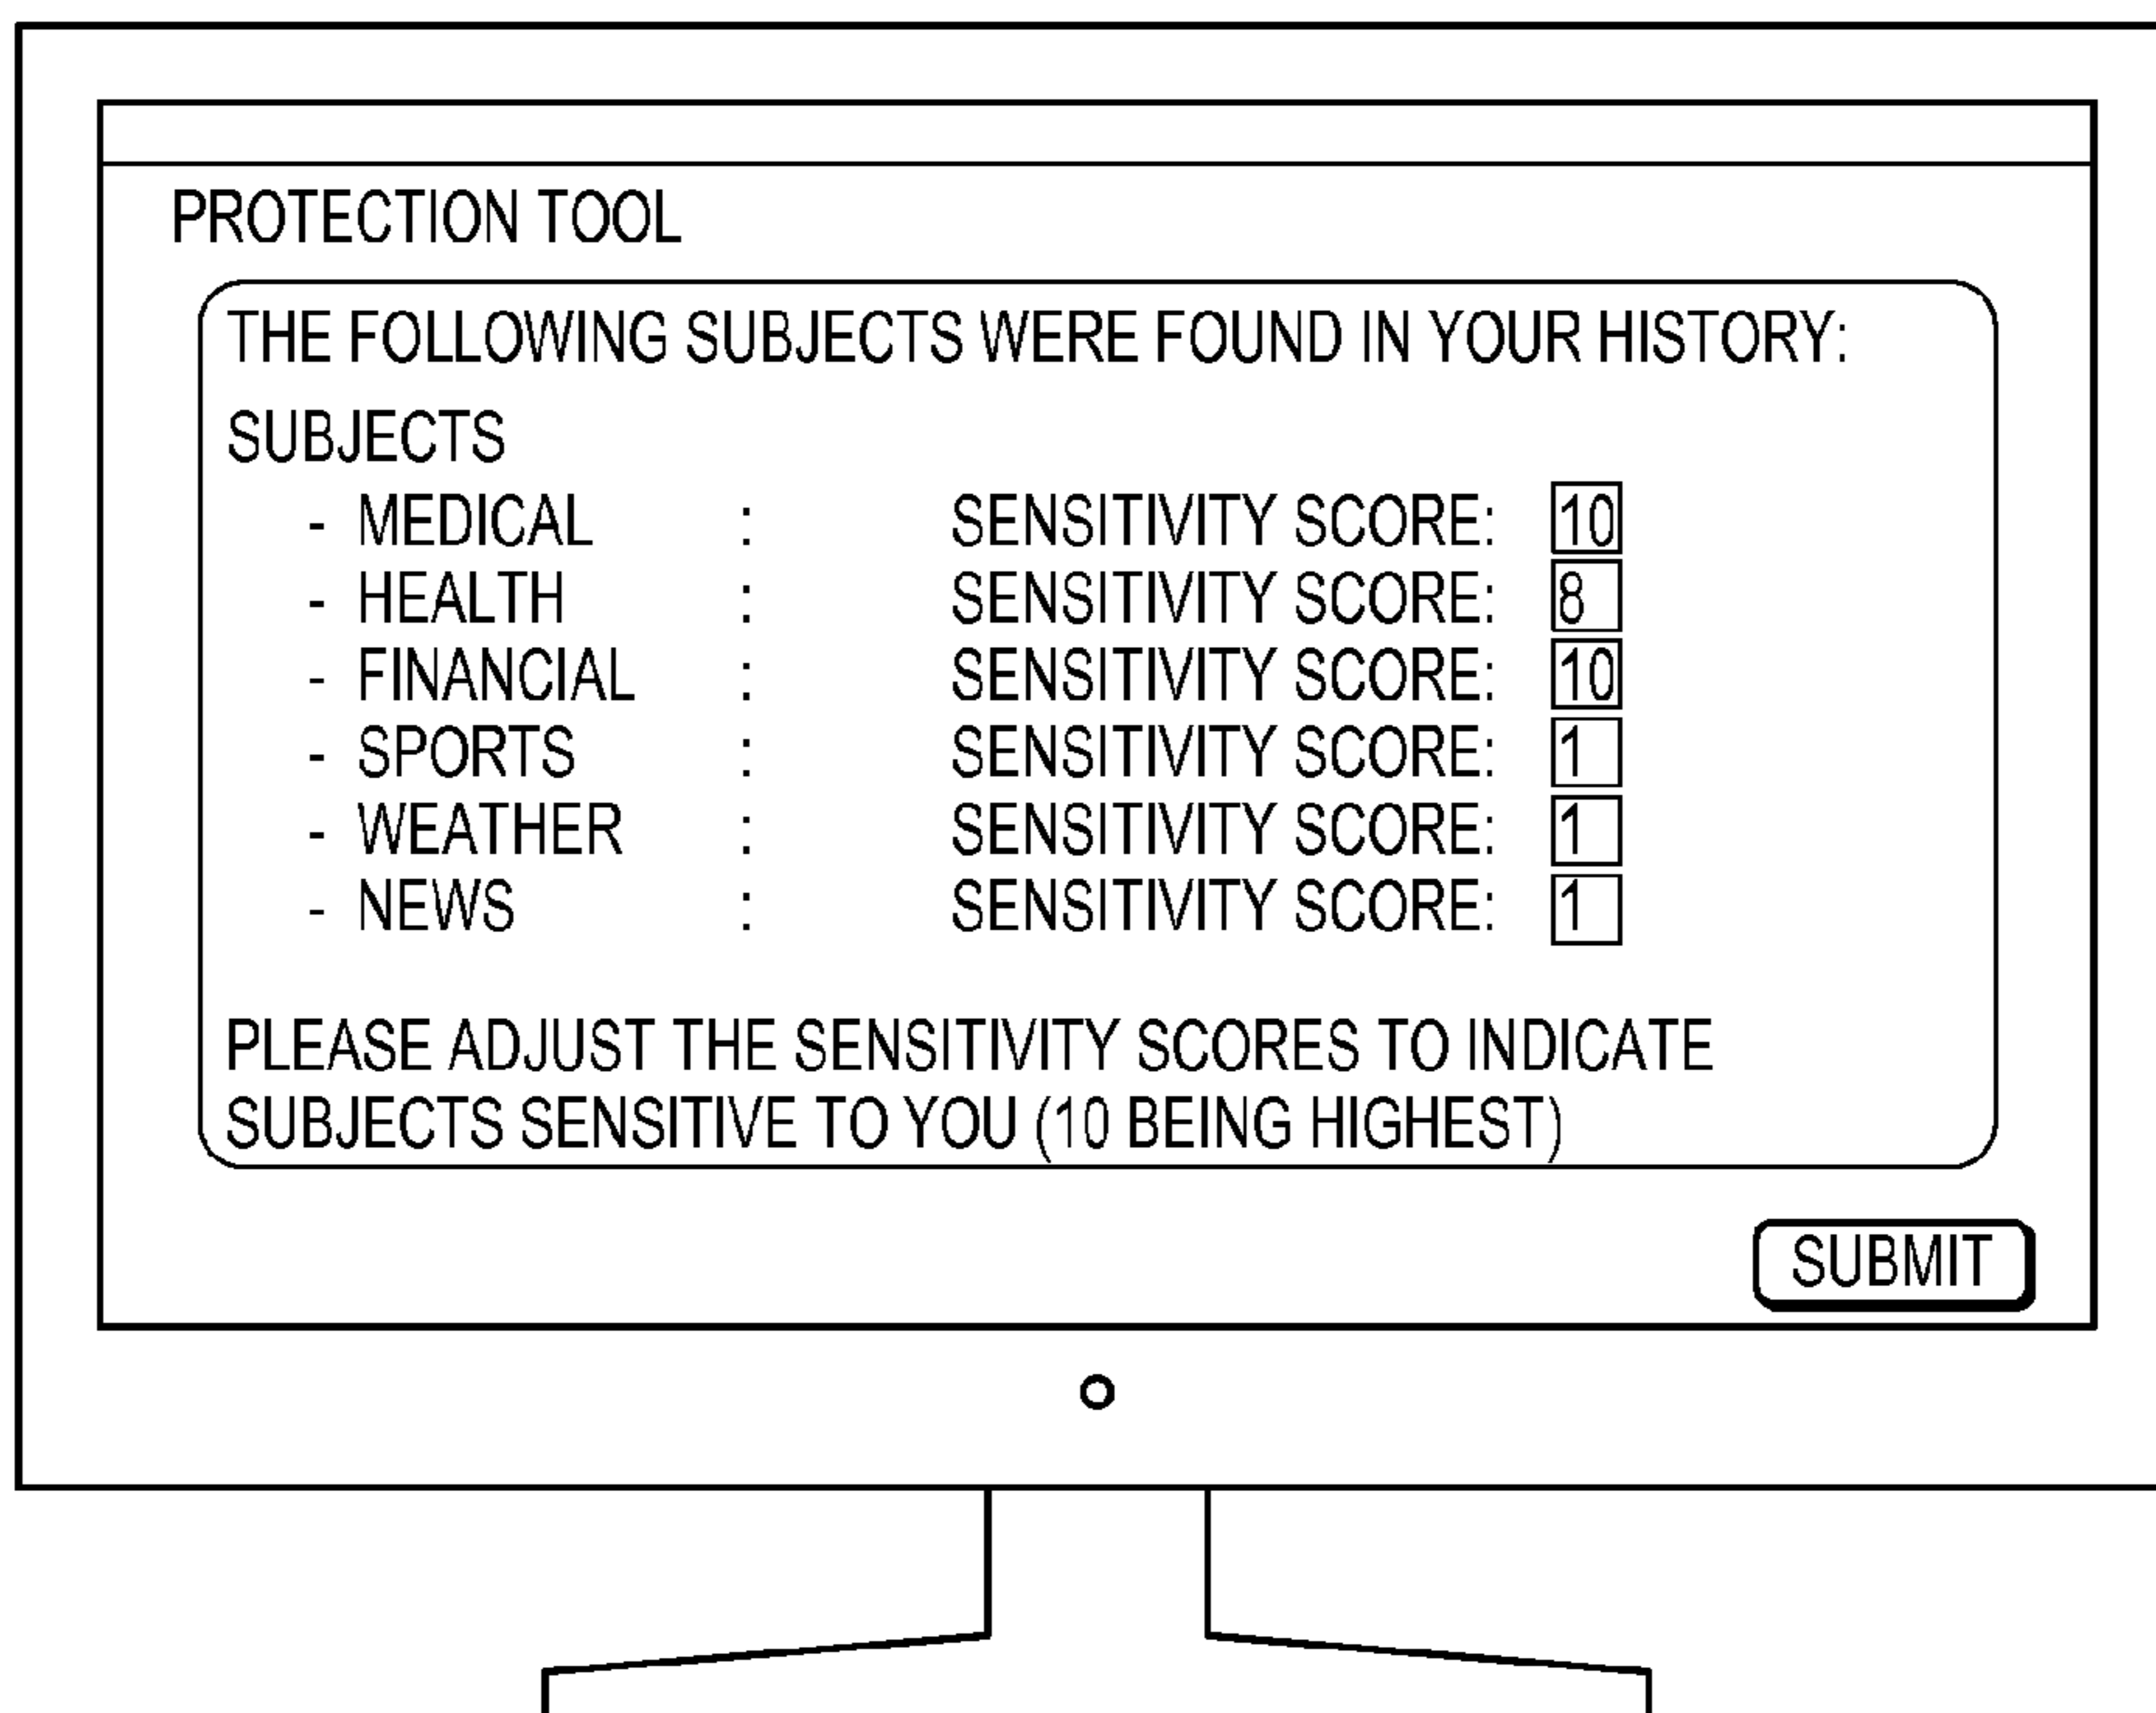 PROTECTION TOOL
THE FOLLOWING SUBJECTS WERE FOUND IN YOUR HISTORY:
SUBJECTS
- MEDICAL : SENSITIVITY SCORE: 10
- HEALTH : SENSITIVITY SCORE: 8
- FINANCIAL : SENSITIVITY SCORE: 10
- SPORTS : SENSITIVITY SCORE: 1
- WEATHER : SENSITIVITY SCORE: 1
- NEWS : SENSITIVITY SCORE: 1
PLEASE ADJUST THE SENSITIVITY SCORES TO INDICATE
SUBJECTS SENSITIVE TO YOU (10 BEING HIGHEST)
SUBMIT